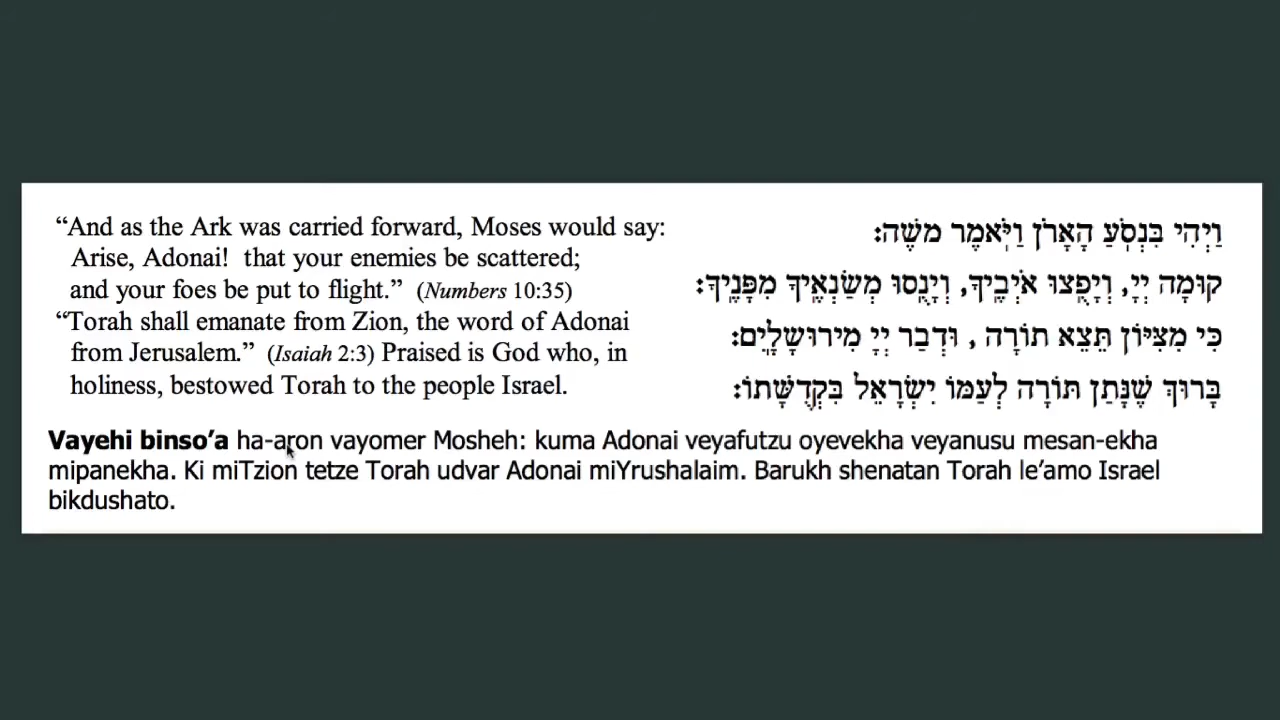 “And as the Ark was carried forward, Moses would say:
Arise, Adonai!  that your enemies be scattered;
and your foes be put to flight.” (Numbers 10:35)
“Torah shall emanate from Zion, the word of Adonai
from Jerusalem.” (Isaiah 2:3) Praised is God who, in
holiness, bestowed Torah to the people Israel.
וַיְהִי בִּנְסֹֽעַ הָאָרֹן וַיֹּֽאמֶר משֶׁה:
קוּמָה יְיָ, וְיָפֻֽצוּ אֹיְבֶֽיךָ, וְיָנֻֽסוּ מְשַׂנְאֶֽיךָ מִפָּנֶֽיךָ:
כִּי מִצִּיּוֹן תֵּצֵא תוֹרָה , וּדְבַר יְיָ מִירוּשָׁלָֽיִם:
בָּרוּךְ שֶׁנָּתַן תּוֹרָה לְעַמּוֹ יִשְׂרָאֵל בִּקְדֻשָּׁתוֹ:
Vayehi binso’a ha-aron vayomer Mosheh: kuma Adonai veyafutzu oyevekha veyanusu mesan-ekha
mipanekha. Ki miTzion tetze Torah udvar Adonai miYrushalaim. Barukh shenatan Torah le’amo Israel
bikdushato.